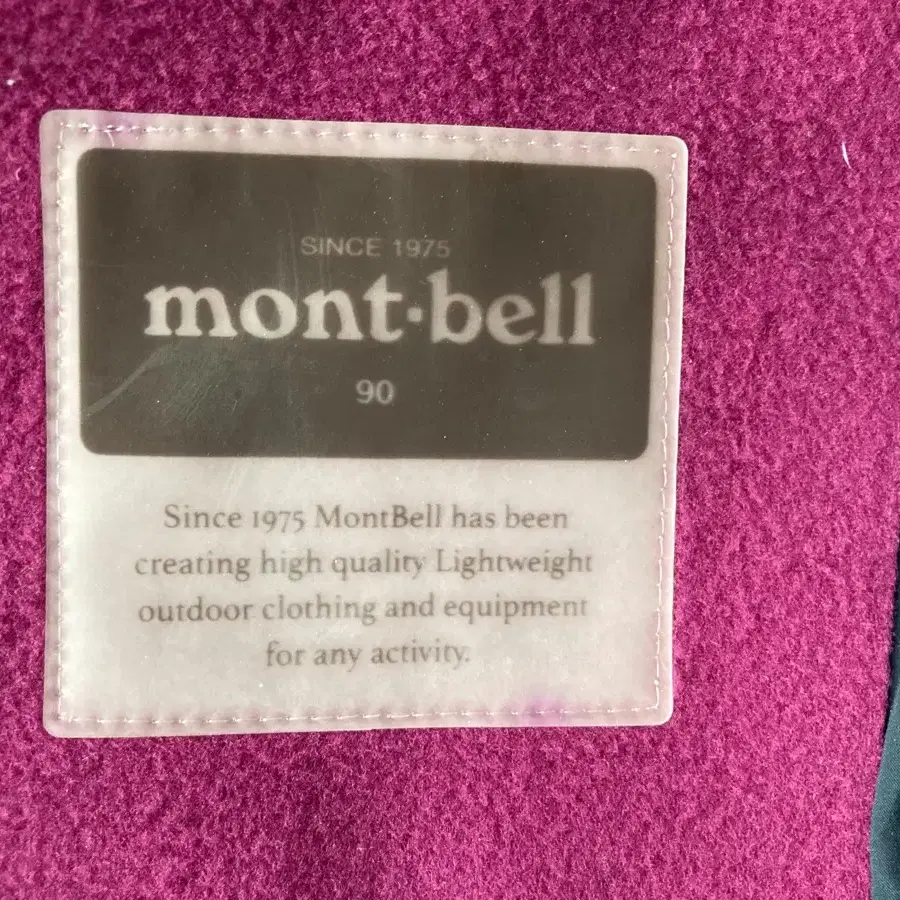 SINCE 1975
mont·bell
90
Since 1975 MontBell has been
creating high quality Lightweight
outdoor clothing and equipment
for any activity.